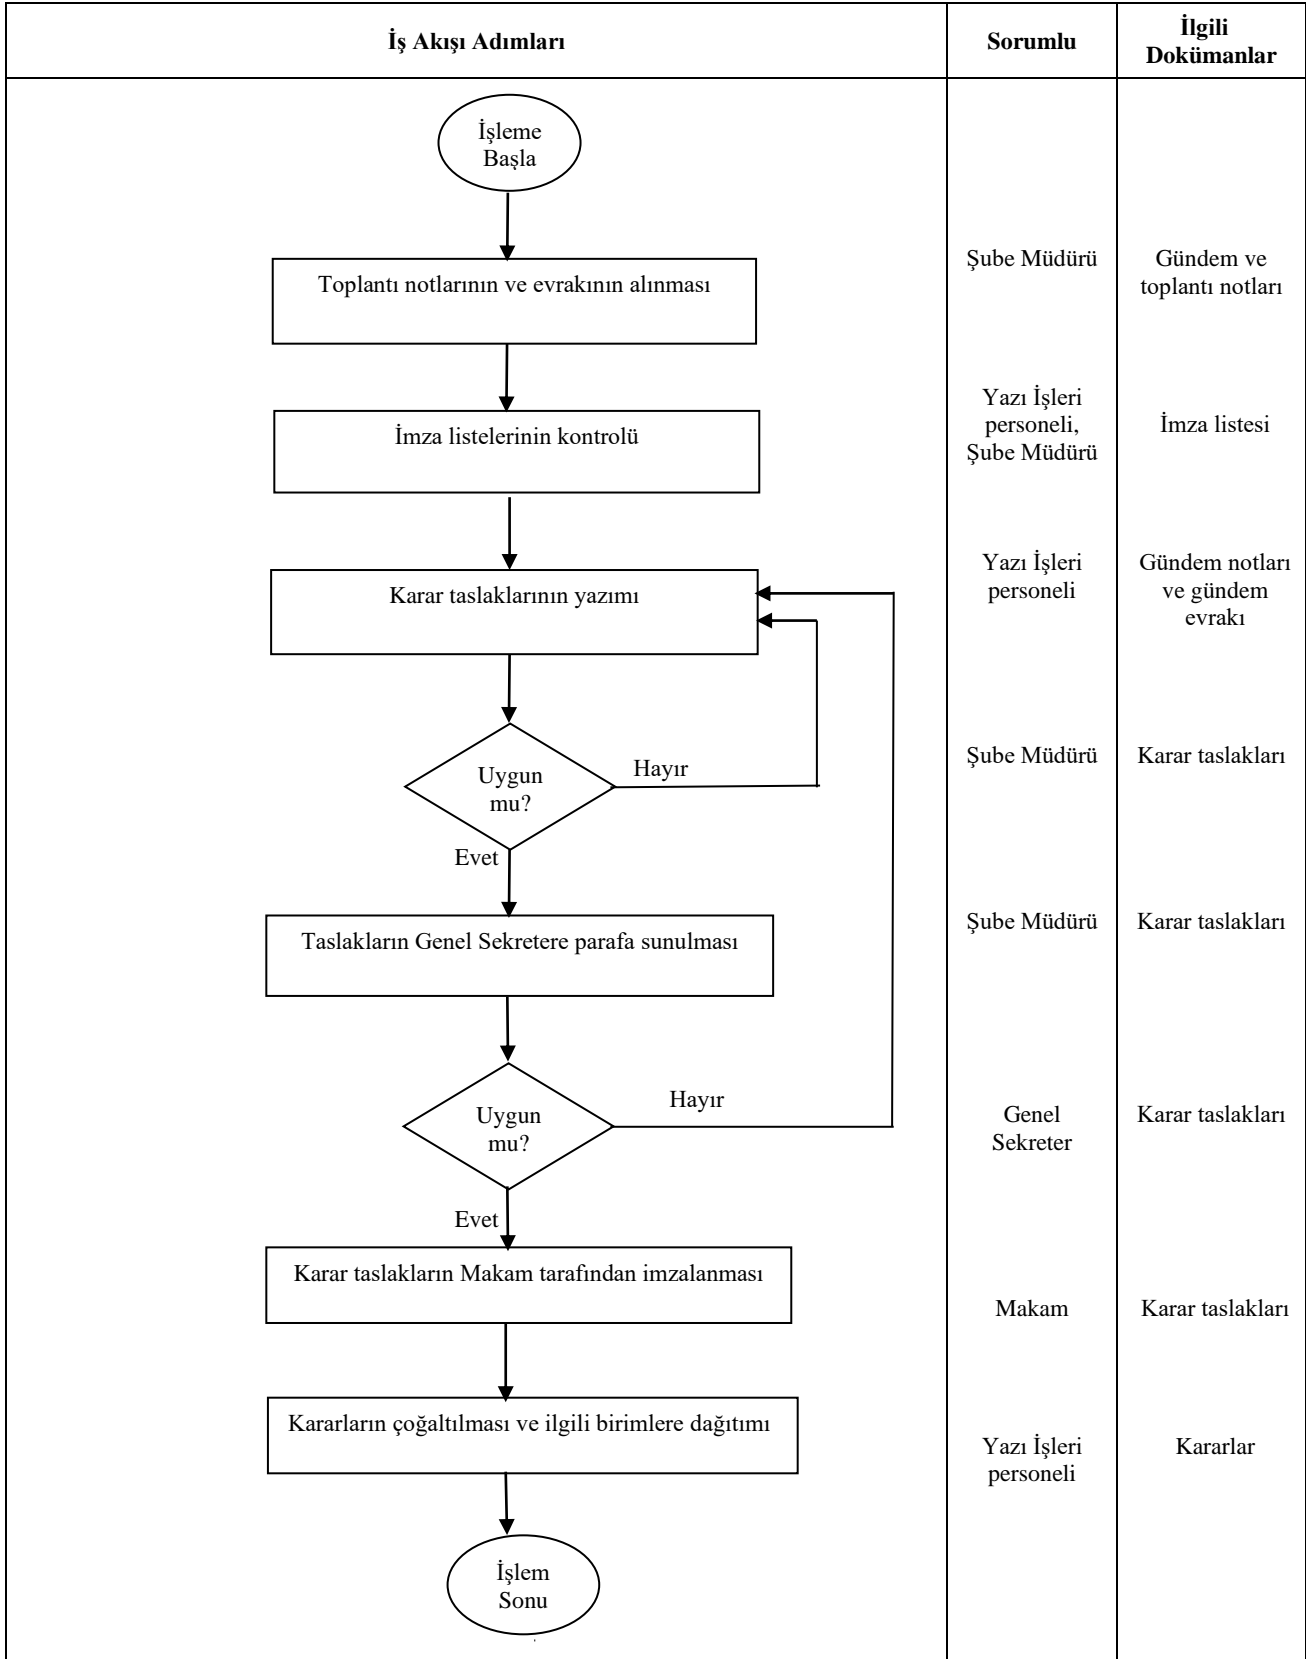 İş Akışı Adımları
Sorumlu
İlgili
Dokümanlar
İşleme
Başla
Toplantı notlarının ve evrakının alınması
Şube Müdürü
Gündem ve
toplantı notları
İmza listelerinin kontrolü
Yazı İşleri
personeli,
Şube Müdürü
İmza listesi
Karar taslaklarının yazımı
Yazı İşleri
personeli
Gündem notları
ve gündem
evrakı
Uygun
mu?
Hayır
Evet
Şube Müdürü
Karar taslakları
Taslakların Genel Sekretere parafa sunulması
Şube Müdürü
Karar taslakları
Uygun
mu?
Hayır
Evet
Genel
Sekreter
Karar taslakları
Karar taslakların Makam tarafından imzalanması
Makam
Karar taslakları
Kararların çoğaltılması ve ilgili birimlere dağıtımı
Yazı İşleri
personeli
Kararlar
İşlem
Sonu